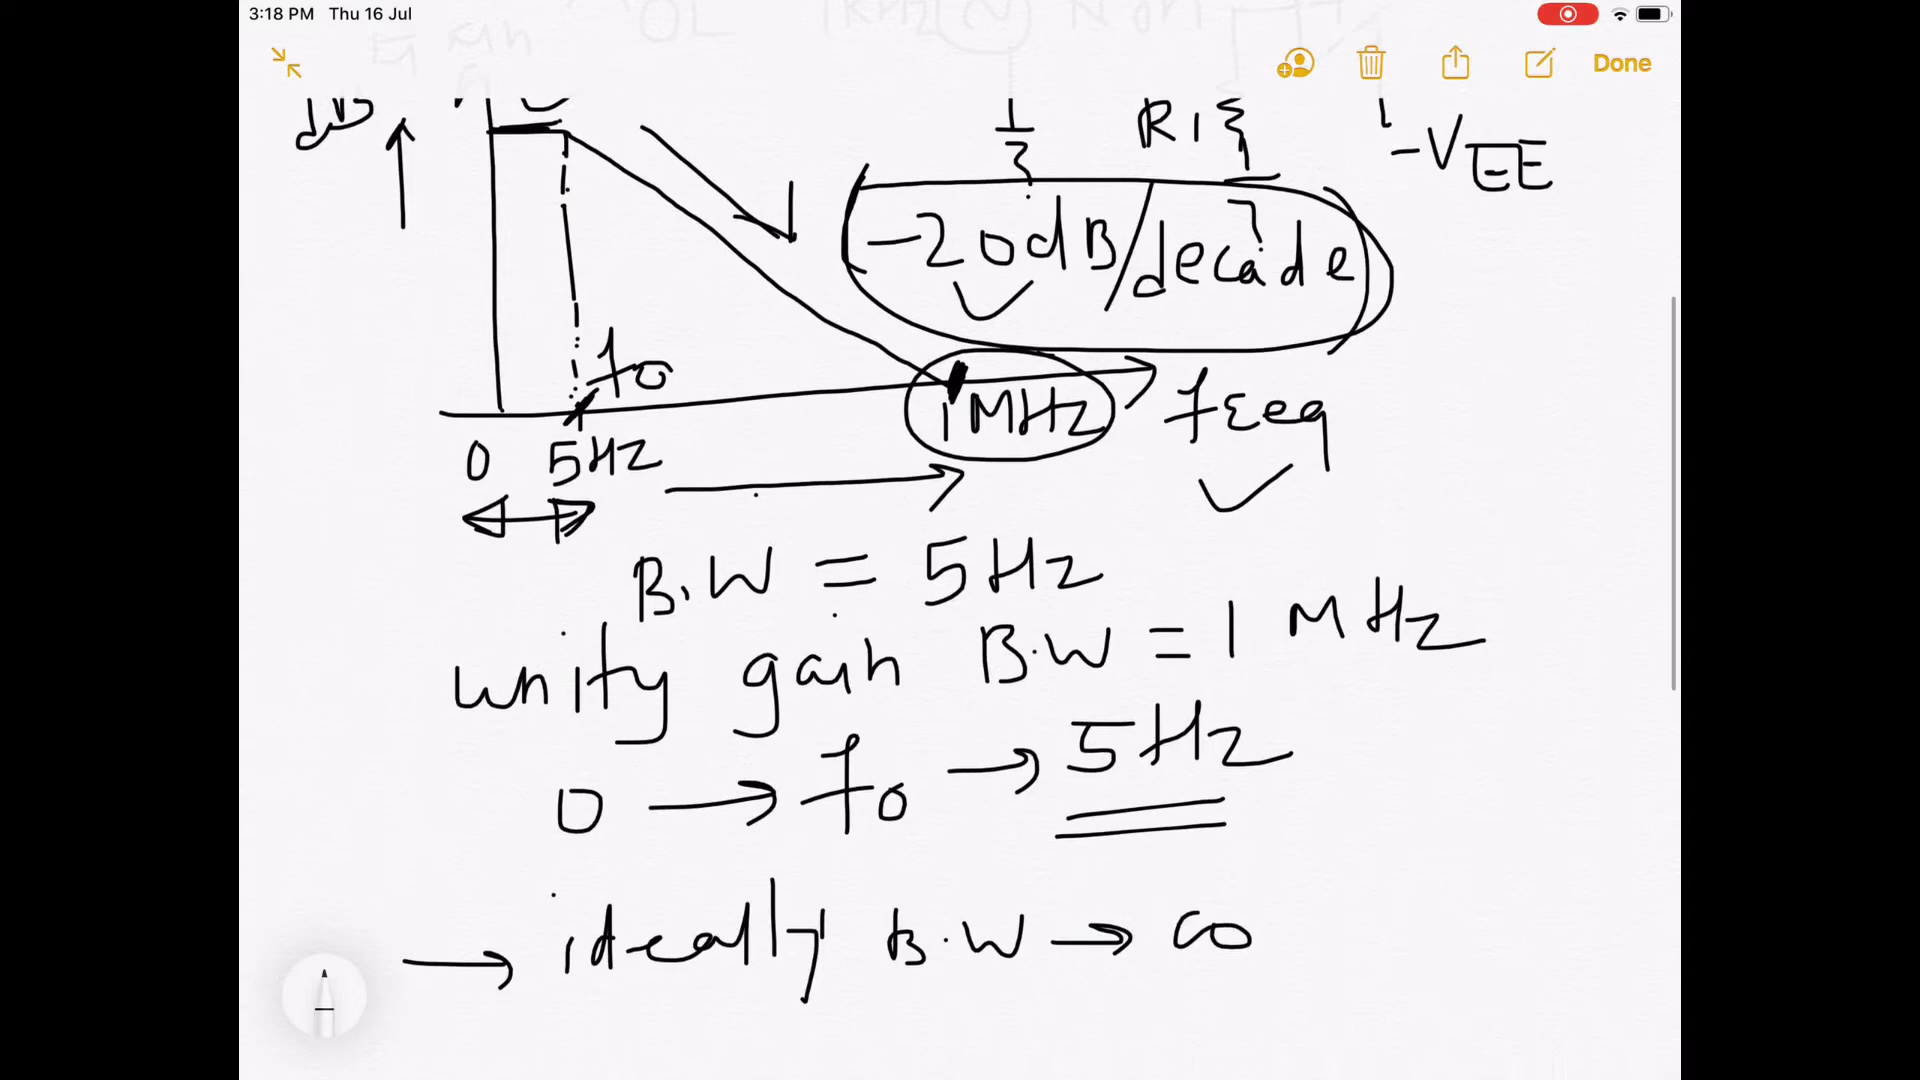 3:18 PM Thu 16 Jul
Done
dB
R1
-VEE
-20dB/decade
fo
1MHz
freq
0 5Hz
B.W = 5Hz
unity gain B.W = 1 MHz
0 → fo → 5Hz
→ ideally B.W → ∞